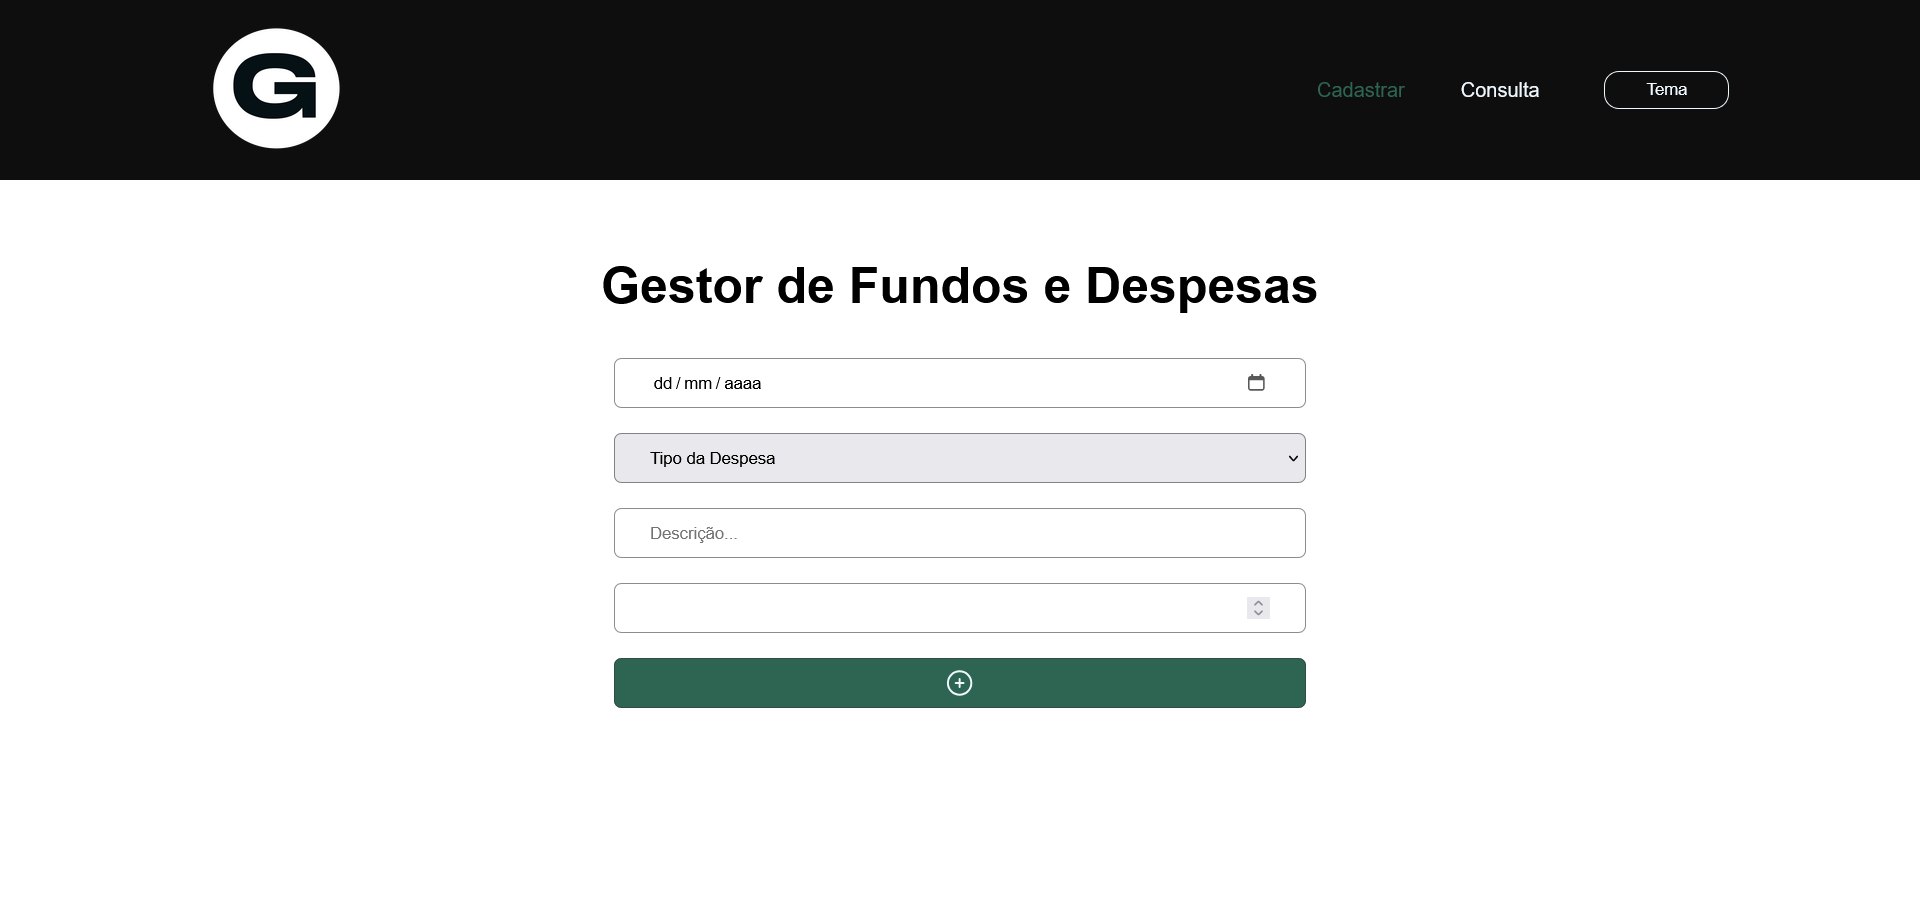 G
Cadastrar Consulta Tema
Gestor de Fundos e Despesas
dd / mm / aaaa
Tipo da Despesa
Descrição...